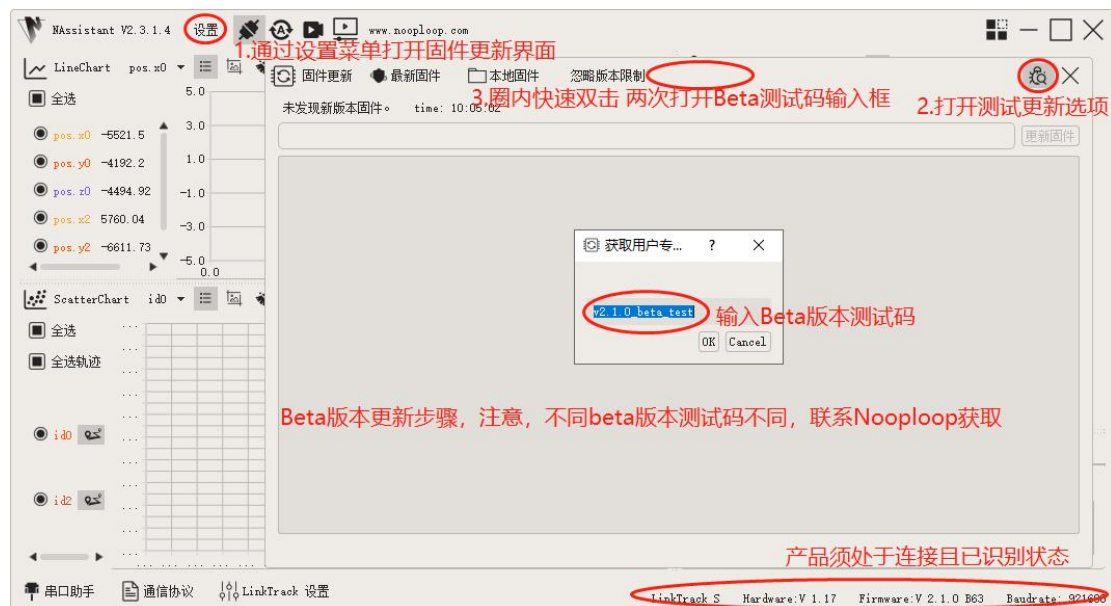 NAssistant V2.3.1.4 设置 www.nooploop.com
1.通过设置菜单打开固件更新界面
LineChart pos.x0
固件更新 最新固件 本地固件 忽略版本限制
全选
5.0
未发现新版本固件。 time: 10:05:02
3.圈内快速双击 两次打开Beta测试码输入框
2.打开测试更新选项
更新固件
pos.x0 -5521.5
3.0
pos.y0 -4192.2
1.0
pos.z0 -4494.92
-1.0
pos.x2 5760.04
-3.0
pos.y2 -6611.73
-5.0
0.0
获取用户专... ?
ScatterChart id0
v2.1.0_beta_test
输入Beta版本测试码
全选
OK Cancel
全选轨迹
Beta版本更新步骤，注意，不同beta版本测试码不同，联系Nooploop获取
id0
id2
产品须处于连接且已识别状态
串口助手 通信协议 LinkTrack 设置
LinkTrack S Hardware:V 1.17 Firmware:V 2.1.0 B63 Baudrate: 921600